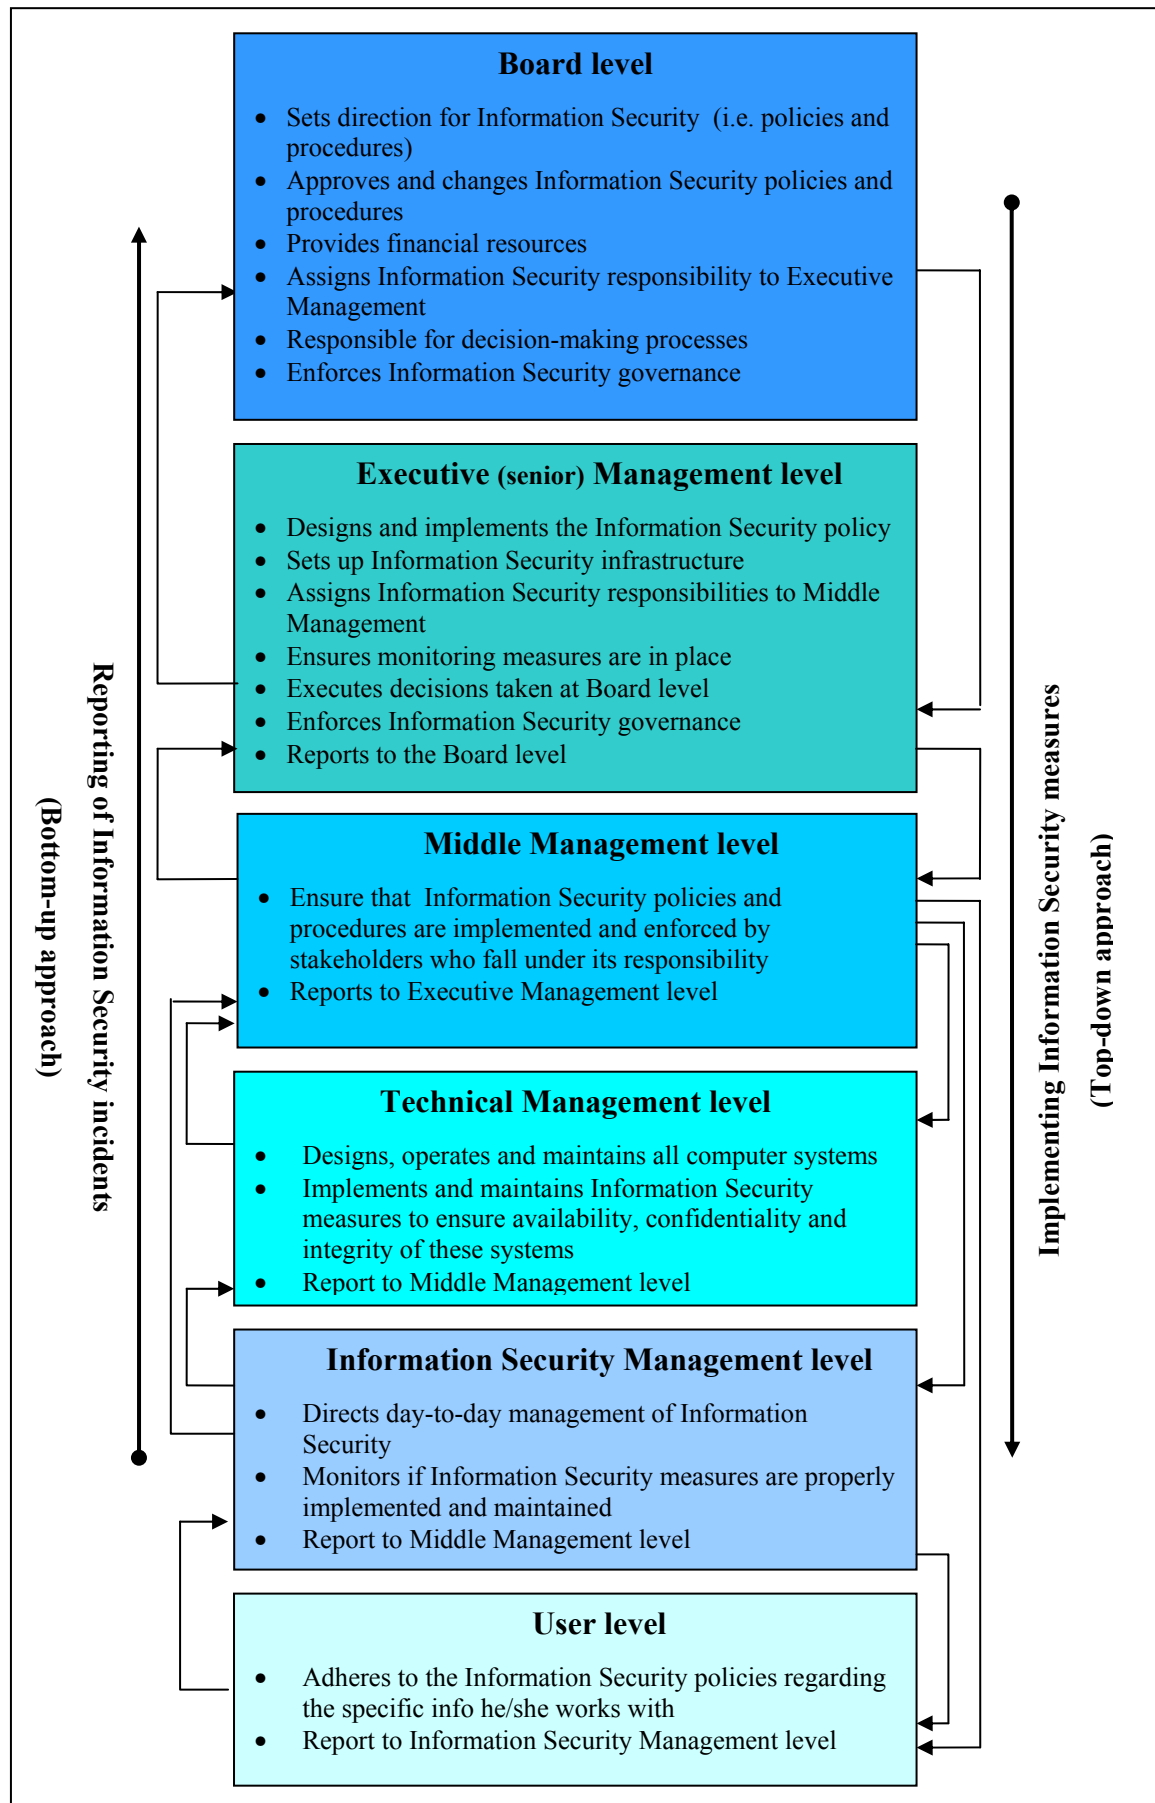 Board level
• Sets direction for Information Security (i.e. policies and
procedures)
• Approves and changes Information Security policies and
procedures
• Provides financial resources
• Assigns Information Security responsibility to Executive
Management
• Responsible for decision-making processes
• Enforces Information Security governance
Executive (senior) Management level
• Designs and implements the Information Security policy
• Sets up Information Security infrastructure
• Assigns Information Security responsibilities to Middle
Management
• Ensures monitoring measures are in place
• Executes decisions taken at Board level
• Enforces Information Security governance
• Reports to the Board level
Middle Management level
• Ensure that Information Security policies and
procedures are implemented and enforced by
stakeholders who fall under its responsibility
• Reports to Executive Management level
Technical Management level
• Designs, operates and maintains all computer systems
• Implements and maintains Information Security
measures to ensure availability, confidentiality and
integrity of these systems
• Report to Middle Management level
Information Security Management level
• Directs day-to-day management of Information
Security
• Monitors if Information Security measures are properly
implemented and maintained
• Report to Middle Management level
User level
• Adheres to the Information Security policies regarding
the specific info he/she works with
• Report to Information Security Management level
Reporting of Information Security incidents
(Bottom-up approach)
Implementing Information Security measures
(Top-down approach)